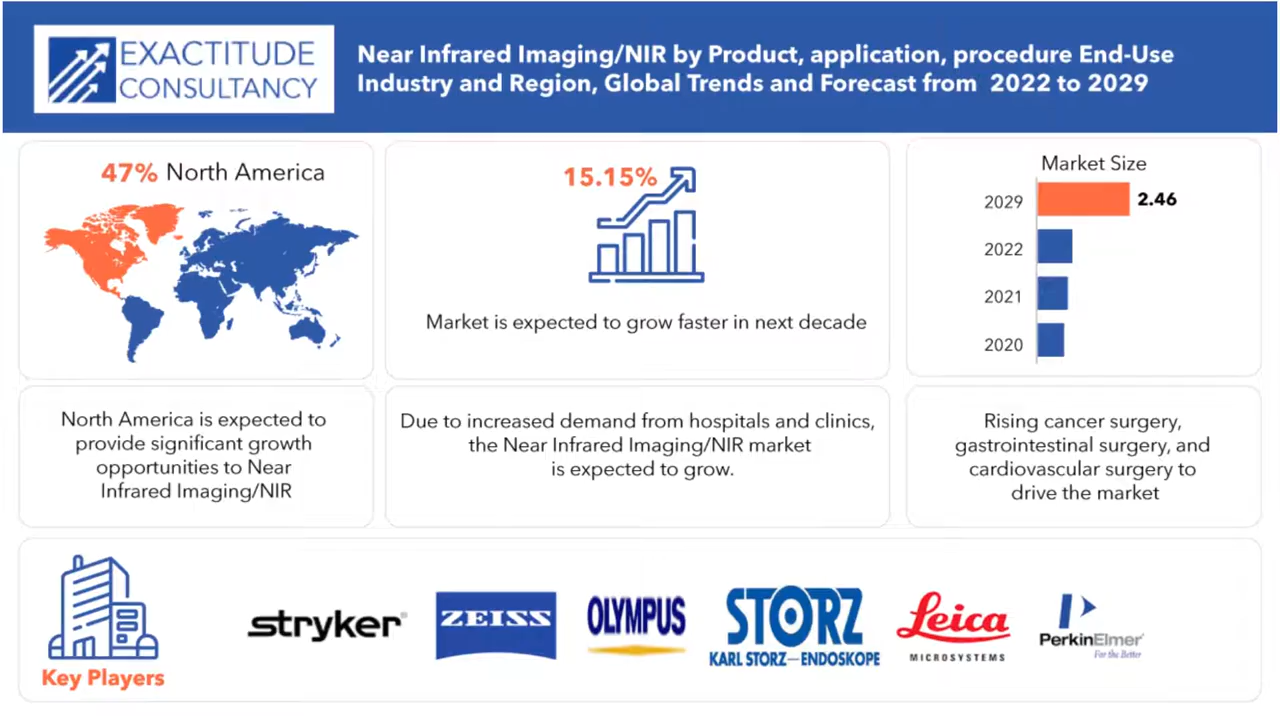 EXACTITUDE
CONSULTANCY
Near Infrared Imaging/NIR by Product, application, procedure End-Use
Industry and Region, Global Trends and Forecast from 2022 to 2029
47% North America
15.15%
Market is expected to grow faster in next decade
Market Size
2029 2.46
2022
2021
2020
North America is expected to
provide significant growth
opportunities to Near
Infrared Imaging/NIR
Due to increased demand from hospitals and clinics,
the Near Infrared Imaging/NIR market
is expected to grow.
Rising cancer surgery,
gastrointestinal surgery, and
cardiovascular surgery to
drive the market
Key Players
stryker®
ZEISS
OLYMPUS
STORZ
KARL STORZ—ENDOSKOPE
Leica
MICROSYSTEMS
PerkinElmer
For the Better